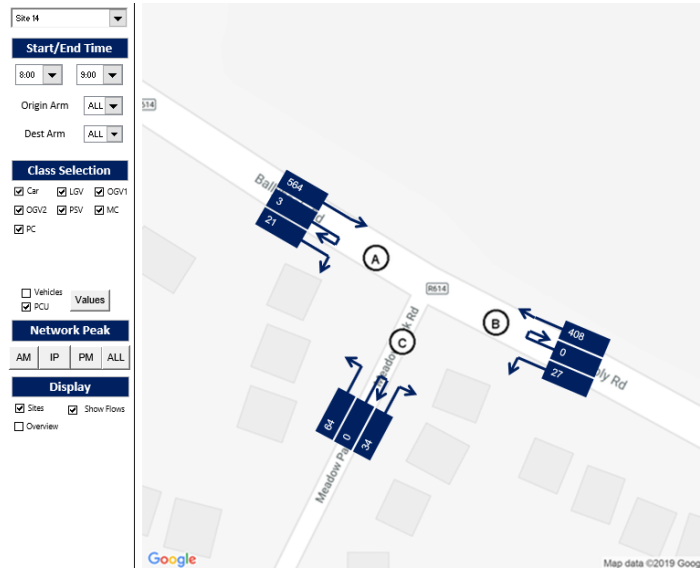 Site 14
Start/End Time
8:00
9:00
Origin Arm
ALL
Dest Arm
ALL
Class Selection
Car
LGV
OGV1
OGV2
PSV
MC
PC
Vehicles
PCU
Values
Network Peak
AM
IP
PM
ALL
Display
Sites
Show Flows
Overview
564
3
21
A
R614
B
C
408
0
27
64
0
34
Google
Map data ©2019 Goog